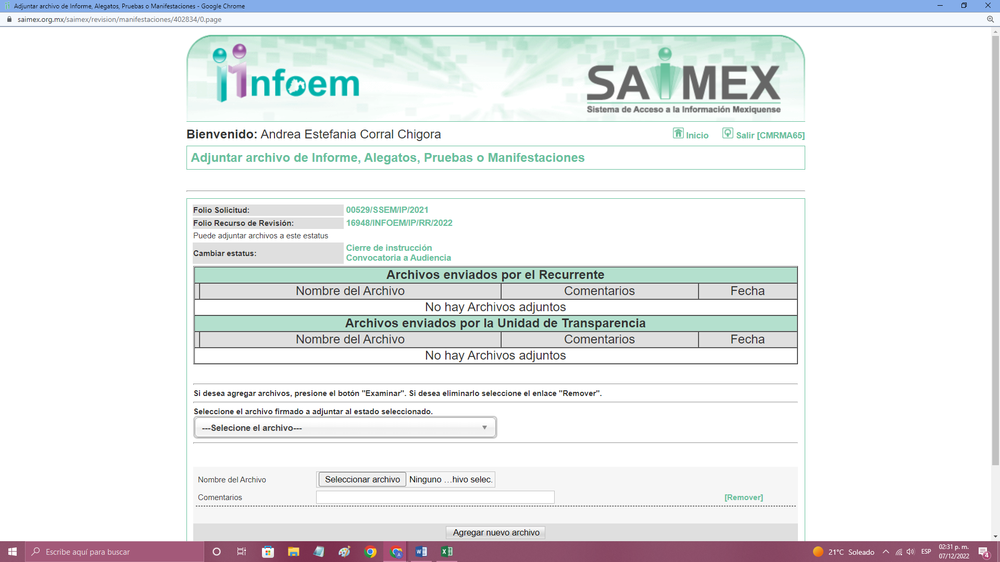 Adjuntar archivo de Informe, Alegatos, Pruebas o Manifestaciones - Google Chrome
saimex.org.mx/saimex/revision/manifestaciones/402834/0.page
infoem
SAIMEX
Sistema de Acceso a la Información Mexiquense
Bienvenido: Andrea Estefania Corral Chigora
Inicio
Salir [CMRMA65]
Adjuntar archivo de Informe, Alegatos, Pruebas o Manifestaciones
Folio Solicitud: 00529/SSEM/IP/2021
Folio Recurso de Revisión: 16948/INFOEM/IP/RR/2022
Puede adjuntar archivos a este estatus
Cambiar estatus: Cierre de instrucción
Convocatoria a Audiencia
Archivos enviados por el Recurrente
Nombre del Archivo Comentarios Fecha
No hay Archivos adjuntos
Archivos enviados por la Unidad de Transparencia
Nombre del Archivo Comentarios Fecha
No hay Archivos adjuntos
Si desea agregar archivos, presione el botón "Examinar". Si desea eliminarlo seleccione el enlace "Remover".
Seleccione el archivo firmado a adjuntar al estado seleccionado.
---Selecione el archivo---
Nombre del Archivo Seleccionar archivo Ninguno ...hivo selec.
Comentarios [Remover]
Agregar nuevo archivo
Escribe aquí para buscar
21°C Soleado
ESP
02:31 p. m.
07/12/2022
4